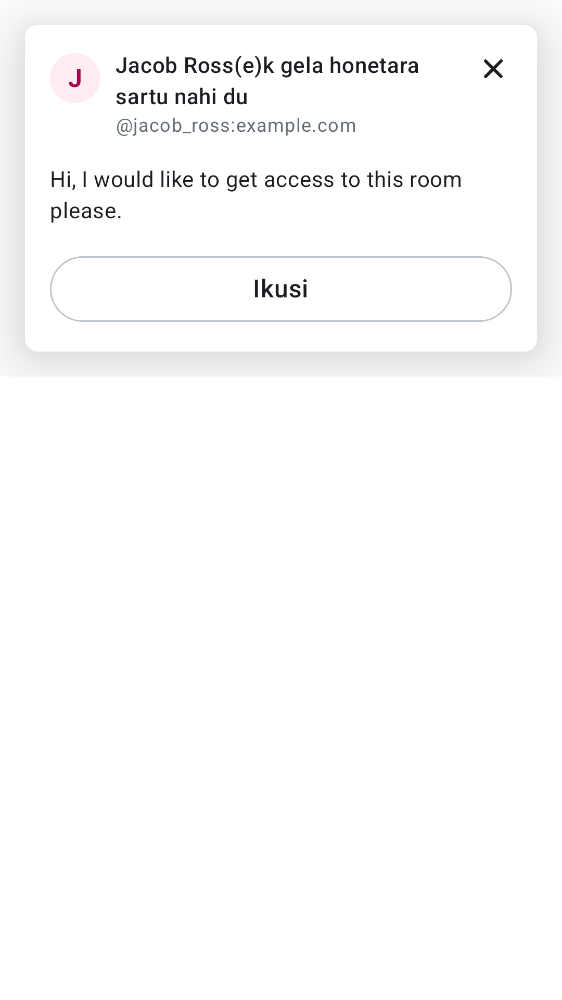 J
Jacob Ross(e)k gela honetara
sartu nahi du
@jacob_ross:example.com
Hi, I would like to get access to this room
please.
Ikusi